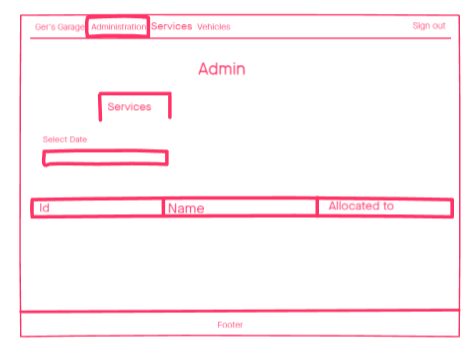 Ger's Garage Administration Services Vehicles Sign out
Admin
Services
Select Date
Id Name Allocated to
Footer